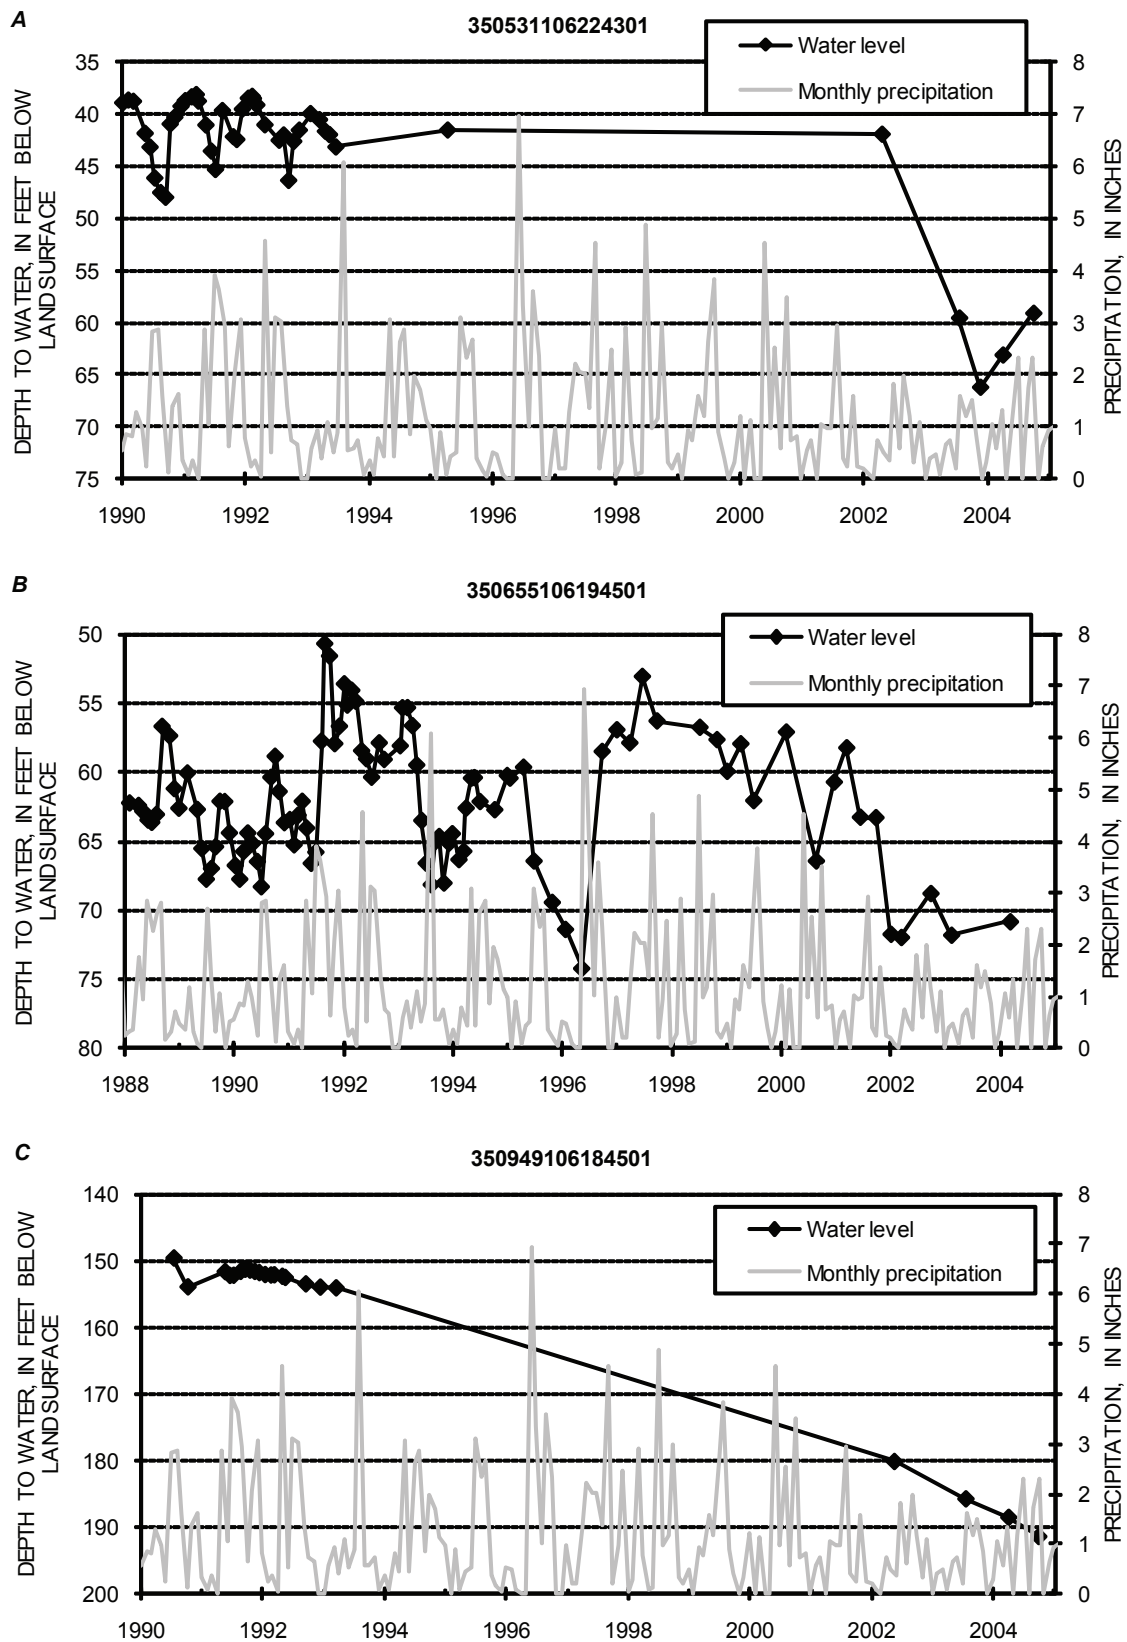 A
350531106224301
Water level
Monthly precipitation
DEPTH TO WATER, IN FEET BELOW
LAND SURFACE
35
40
45
50
55
60
65
70
75
8
7
6
5
4
3
2
1
0
PRECIPITATION, IN INCHES
1990 1992 1994 1996 1998 2000 2002 2004
B
350655106194501
Water level
Monthly precipitation
DEPTH TO WATER, IN FEET BELOW
LAND SURFACE
50
55
60
65
70
75
80
8
7
6
5
4
3
2
1
0
PRECIPITATION, IN INCHES
1988 1990 1992 1994 1996 1998 2000 2002 2004
C
350949106184501
Water level
Monthly precipitation
DEPTH TO WATER, IN FEET BELOW
LAND SURFACE
140
150
160
170
180
190
200
8
7
6
5
4
3
2
1
0
PRECIPITATION, IN INCHES
1990 1992 1994 1996 1998 2000 2002 2004